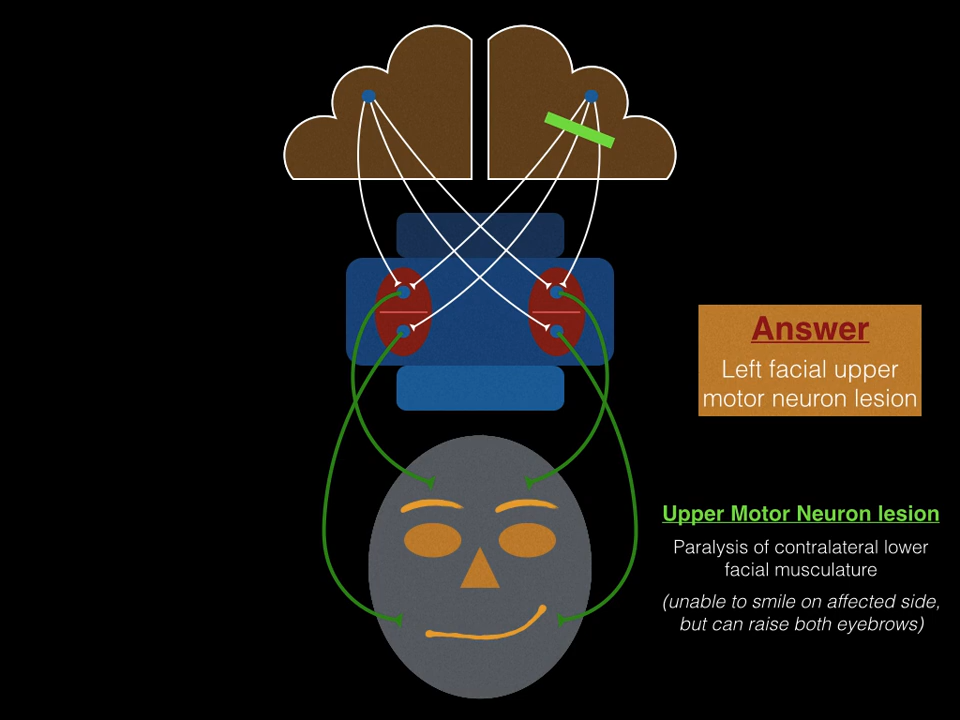 Answer
Left facial upper
motor neuron lesion
Upper Motor Neuron lesion
Paralysis of contralateral lower
facial musculature
(unable to smile on affected side,
but can raise both eyebrows)